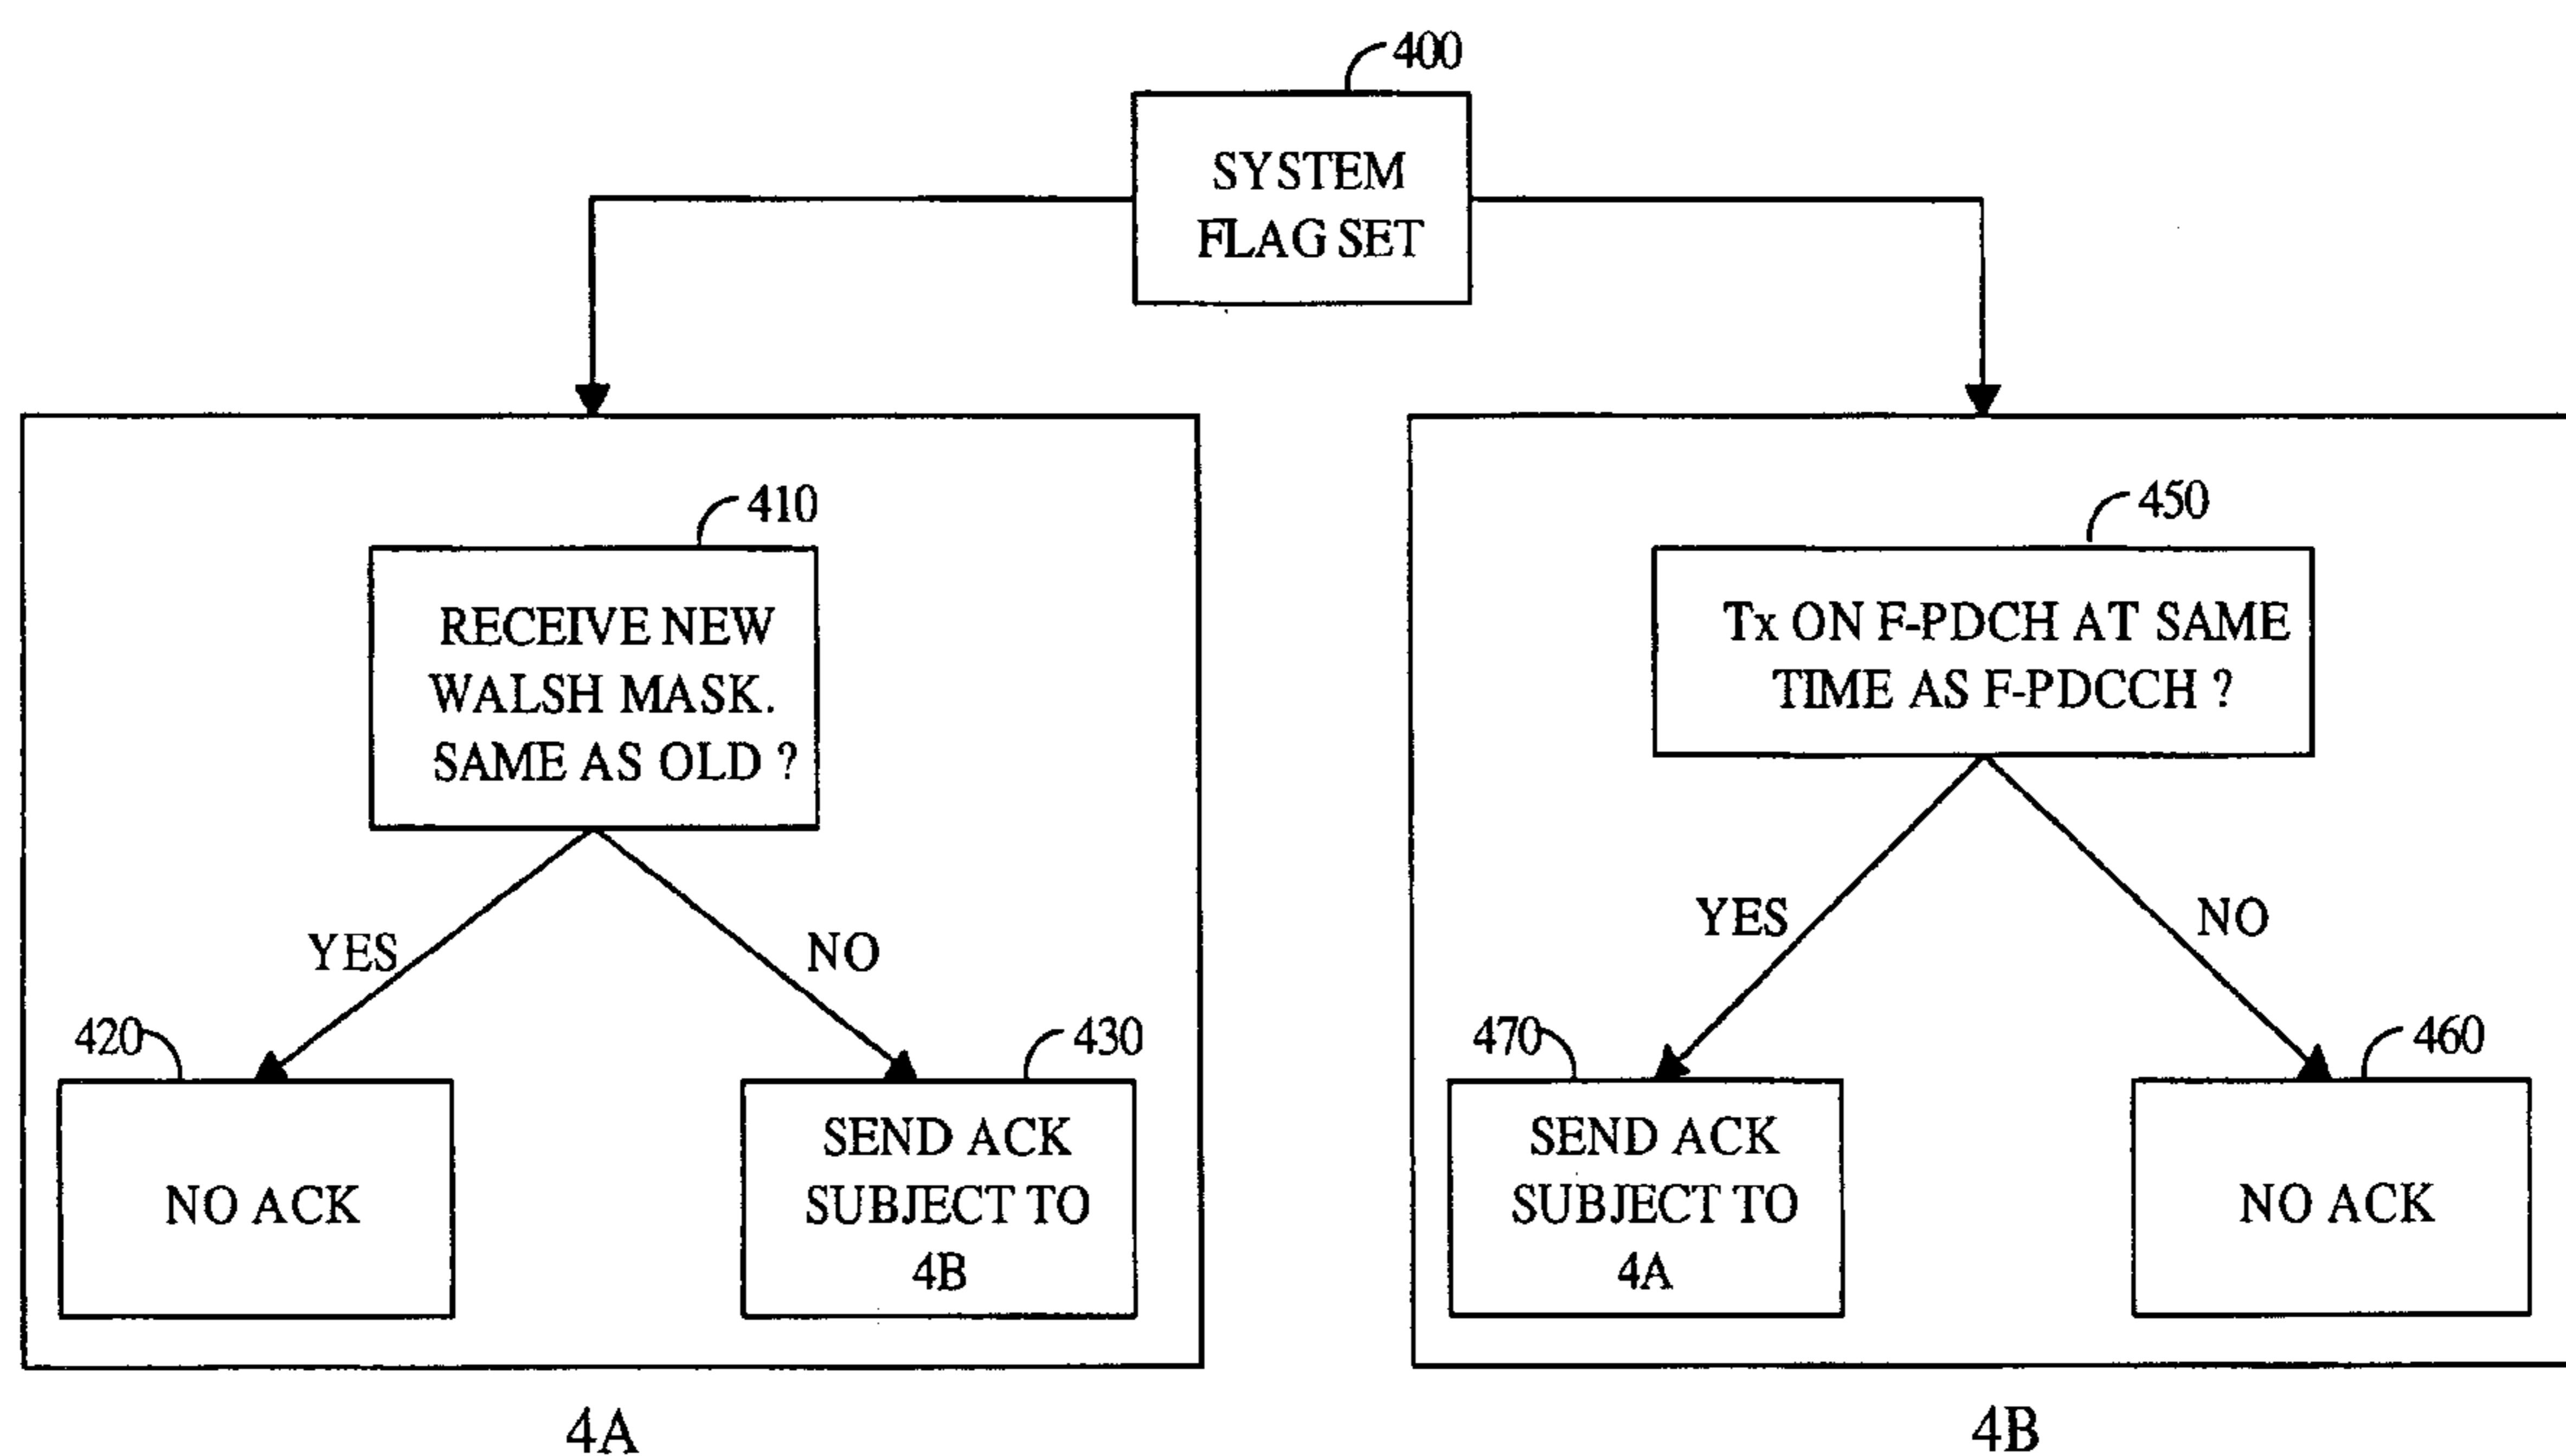 400
SYSTEM
FLAG SET
410
RECEIVE NEW
WALSH MASK.
SAME AS OLD ?
YES
NO
420
NO ACK
430
SEND ACK
SUBJECT TO
4B
4A
450
Tx ON F-PDCH AT SAME
TIME AS F-PDCCH ?
YES
NO
470
SEND ACK
SUBJECT TO
4A
460
NO ACK
4B